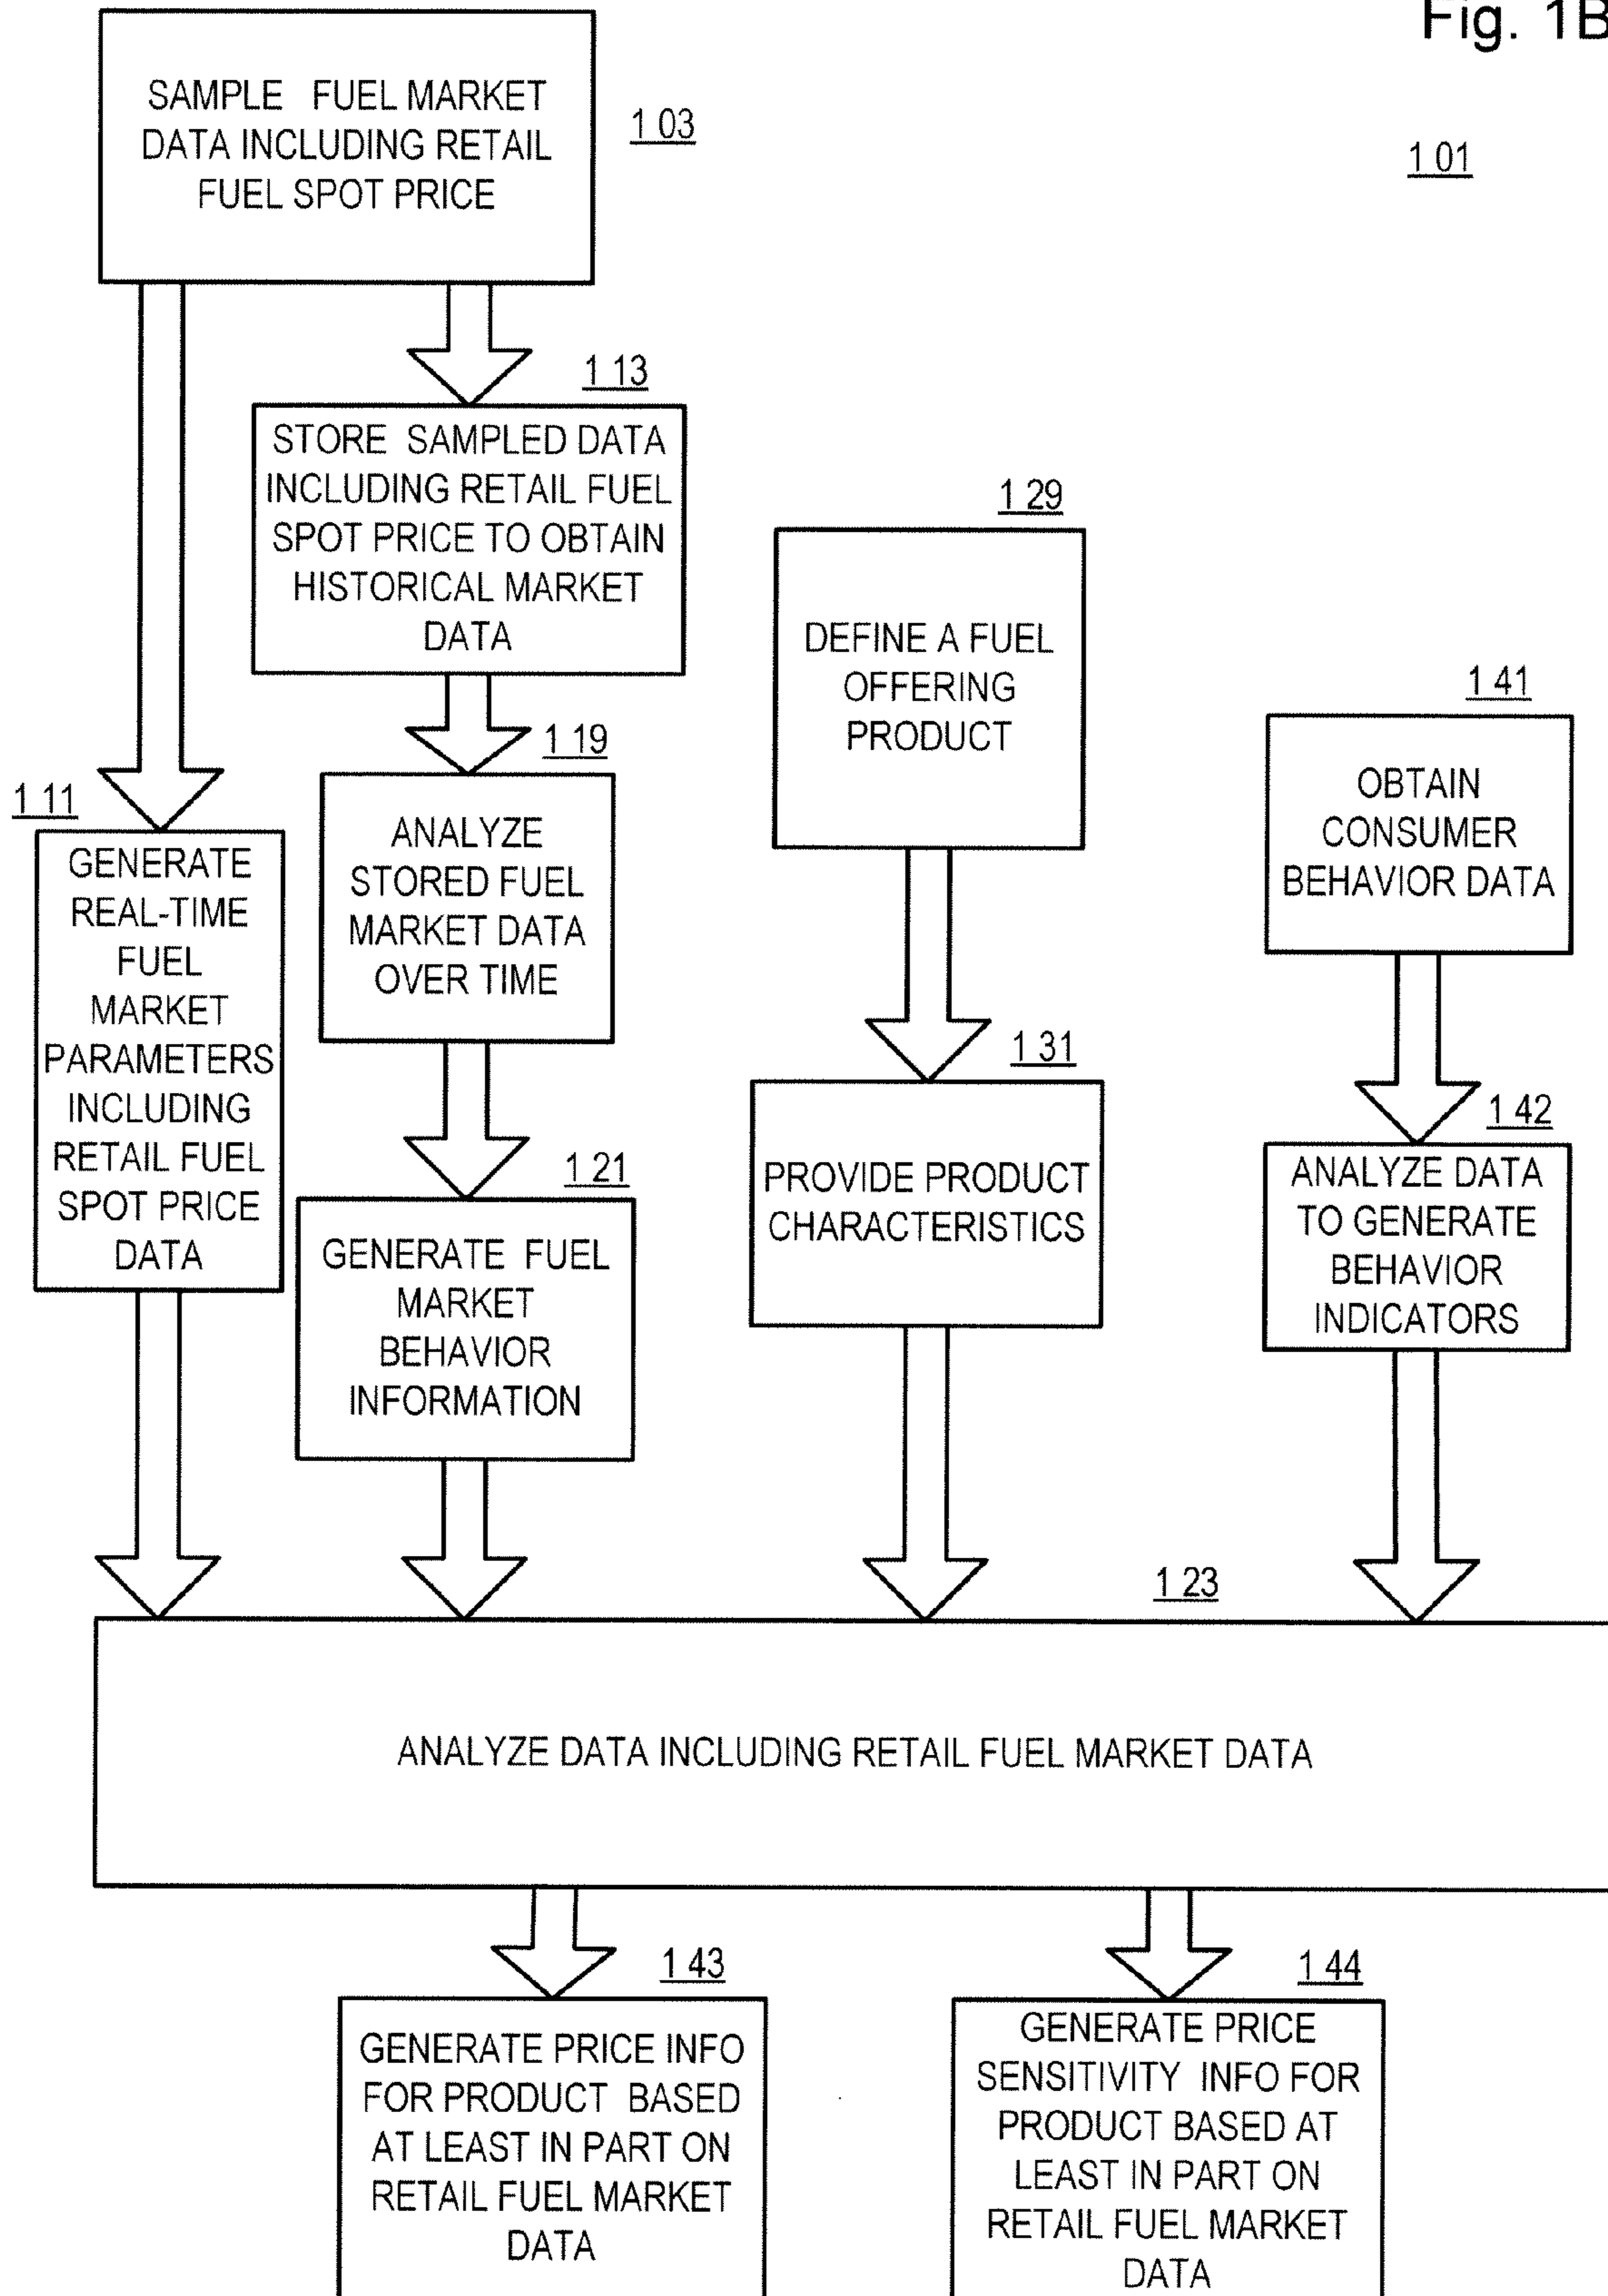 Fig. 1B
SAMPLE FUEL MARKET
DATA INCLUDING RETAIL
FUEL SPOT PRICE
1 03
1 01
1 13
STORE SAMPLED DATA
INCLUDING RETAIL FUEL
SPOT PRICE TO OBTAIN
HISTORICAL MARKET
DATA
1 29
DEFINE A FUEL
OFFERING
PRODUCT
1 41
OBTAIN
CONSUMER
BEHAVIOR DATA
1 19
ANALYZE
STORED FUEL
MARKET DATA
OVER TIME
1 11
GENERATE
REAL-TIME
FUEL
MARKET
PARAMETERS
INCLUDING
RETAIL FUEL
SPOT PRICE
DATA
1 31
PROVIDE PRODUCT
CHARACTERISTICS
1 42
ANALYZE DATA
TO GENERATE
BEHAVIOR
INDICATORS
1 21
GENERATE FUEL
MARKET
BEHAVIOR
INFORMATION
1 23
ANALYZE DATA INCLUDING RETAIL FUEL MARKET DATA
1 43
GENERATE PRICE INFO
FOR PRODUCT BASED
AT LEAST IN PART ON
RETAIL FUEL MARKET
DATA
1 44
GENERATE PRICE
SENSITIVITY INFO FOR
PRODUCT BASED AT
LEAST IN PART ON
RETAIL FUEL MARKET
DATA